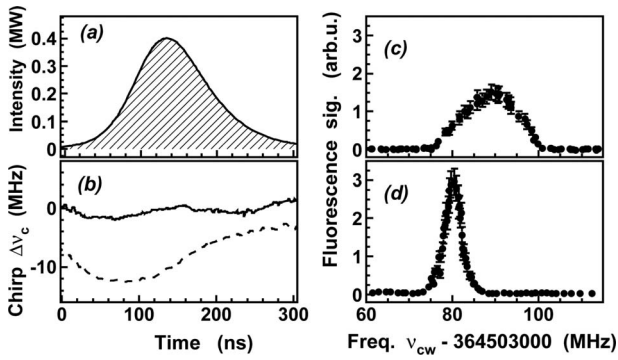 (a)
Intensity (MW)
0.4
0.3
0.2
0.1
0
(b)
Chirp Δν_c (MHz)
0
-10
0
100
200
300
Time (ns)
(c)
Fluorescence sig. (arb.u.)
3
2
1
0
(d)
3
2
1
0
60
80
100
Freq. ν_cw - 364503000 (MHz)